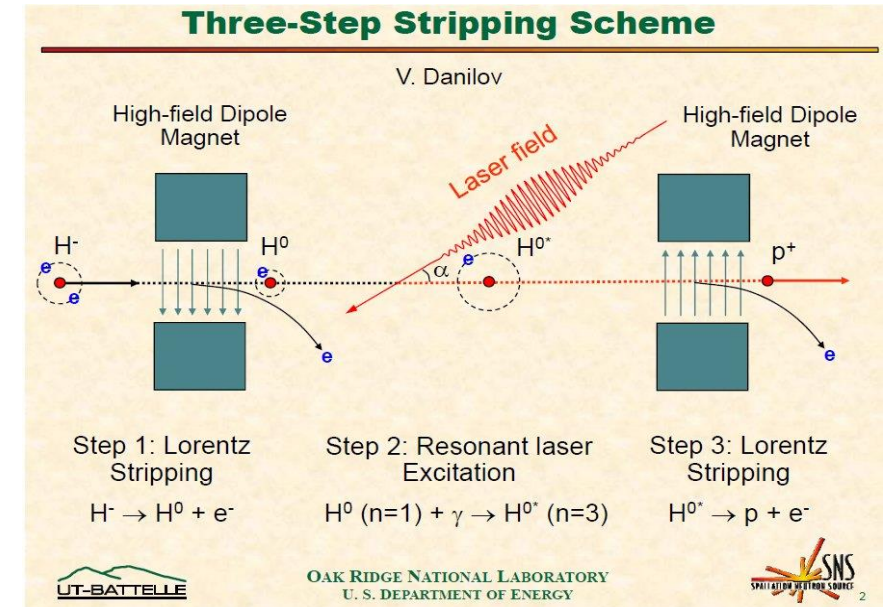 Three-Step Stripping Scheme
V. Danilov
High-field Dipole
Magnet
Laser field
High-field Dipole
Magnet
H⁻
e
e
H⁰
e
α
H⁰*
e
p⁺
e
e
Step 1: Lorentz
Stripping
H⁻ → H⁰ + e⁻
Step 2: Resonant laser
Excitation
H⁰ (n=1) + γ → H⁰* (n=3)
Step 3: Lorentz
Stripping
H⁰* → p + e⁻
UT-BATTELLE
OAK RIDGE NATIONAL LABORATORY
U. S. DEPARTMENT OF ENERGY
SNS
SPALLATION NEUTRON SOURCE
2